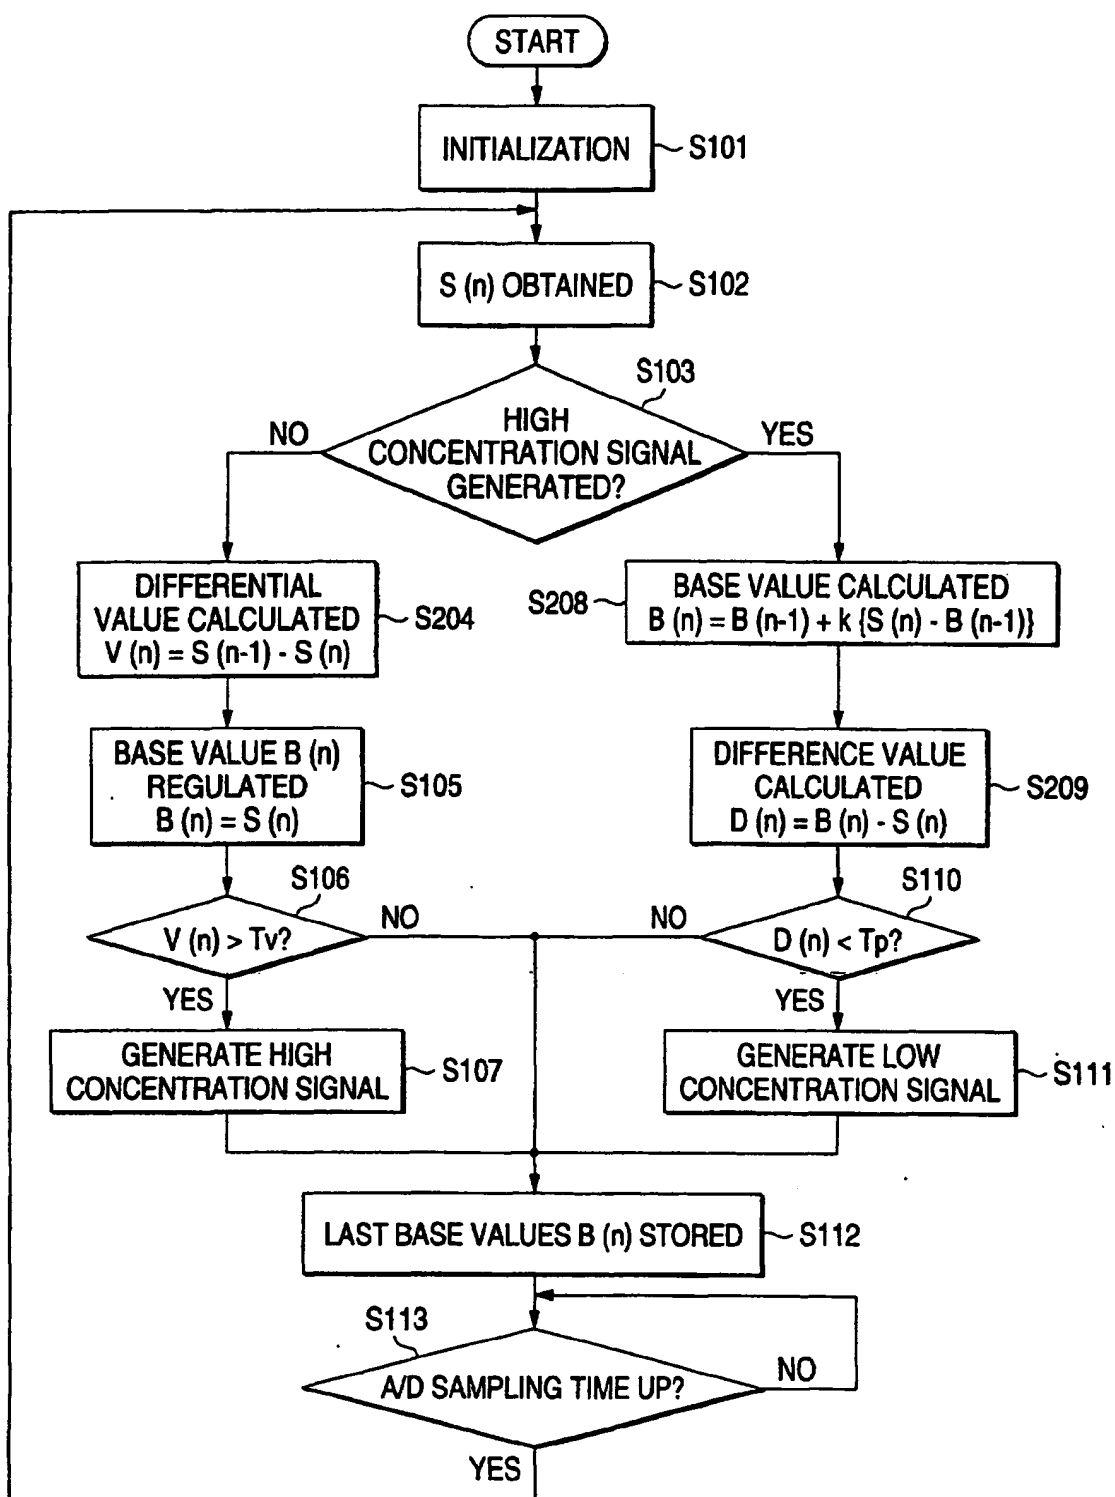 START
INITIALIZATION
S101
S (n) OBTAINED
S102
S103
HIGH
CONCENTRATION SIGNAL
GENERATED?
NO
YES
DIFFERENTIAL
VALUE CALCULATED
V (n) = S (n-1) - S (n)
S204
S208
BASE VALUE CALCULATED
B (n) = B (n-1) + k {S (n) - B (n-1)}
BASE VALUE B (n)
REGULATED
B (n) = S (n)
S105
DIFFERENCE VALUE
CALCULATED
D (n) = B (n) - S (n)
S209
S106
V (n) > Tv?
NO
YES
S110
D (n) < Tp?
NO
YES
GENERATE HIGH
CONCENTRATION SIGNAL
S107
GENERATE LOW
CONCENTRATION SIGNAL
S111
LAST BASE VALUES B (n) STORED
S112
S113
A/D SAMPLING TIME UP?
NO
YES